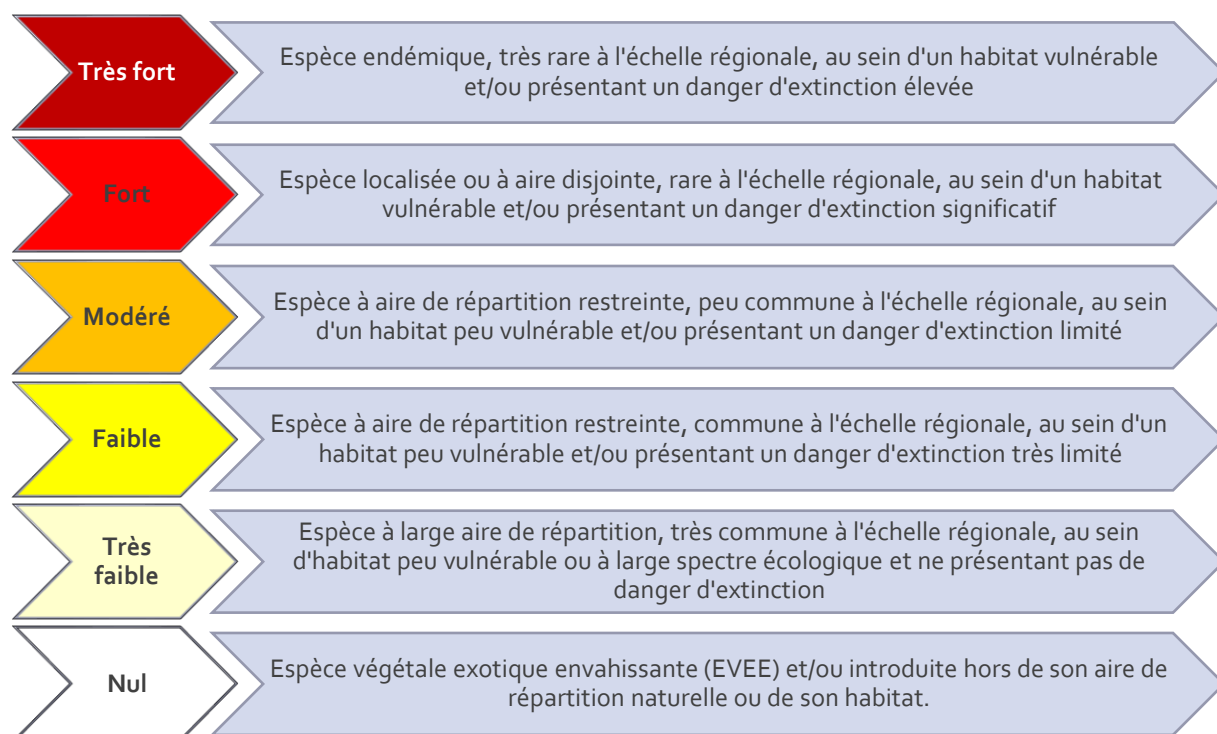 Très fort
Espèce endémique, très rare à l'échelle régionale, au sein d'un habitat vulnérable
et/ou présentant un danger d'extinction élevée
Fort
Espèce localisée ou à aire disjointe, rare à l'échelle régionale, au sein d'un habitat
vulnérable et/ou présentant un danger d'extinction significatif
Modéré
Espèce à aire de répartition restreinte, peu commune à l'échelle régionale, au sein
d'un habitat peu vulnérable et/ou présentant un danger d'extinction limité
Faible
Espèce à aire de répartition restreinte, commune à l'échelle régionale, au sein d'un
habitat peu vulnérable et/ou présentant un danger d'extinction très limité
Très
faible
Espèce à large aire de répartition, très commune à l'échelle régionale, au sein
d'habitat peu vulnérable ou à large spectre écologique et ne présentant pas de
danger d'extinction
Nul
Espèce végétale exotique envahissante (EVEE) et/ou introduite hors de son aire de
répartition naturelle ou de son habitat.